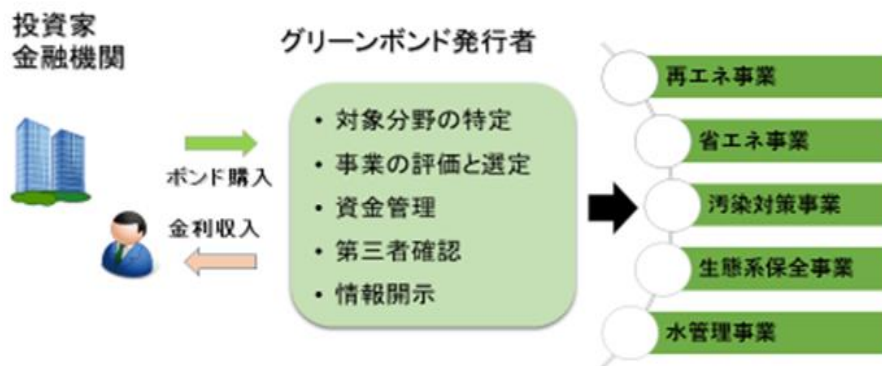 投資家
金融機関
ボンド購入
金利収入
グリーンボンド発行者
・対象分野の特定
・事業の評価と選定
・資金管理
・第三者確認
・情報開示
再エネ事業
省エネ事業
汚染対策事業
生態系保全事業
水管理事業